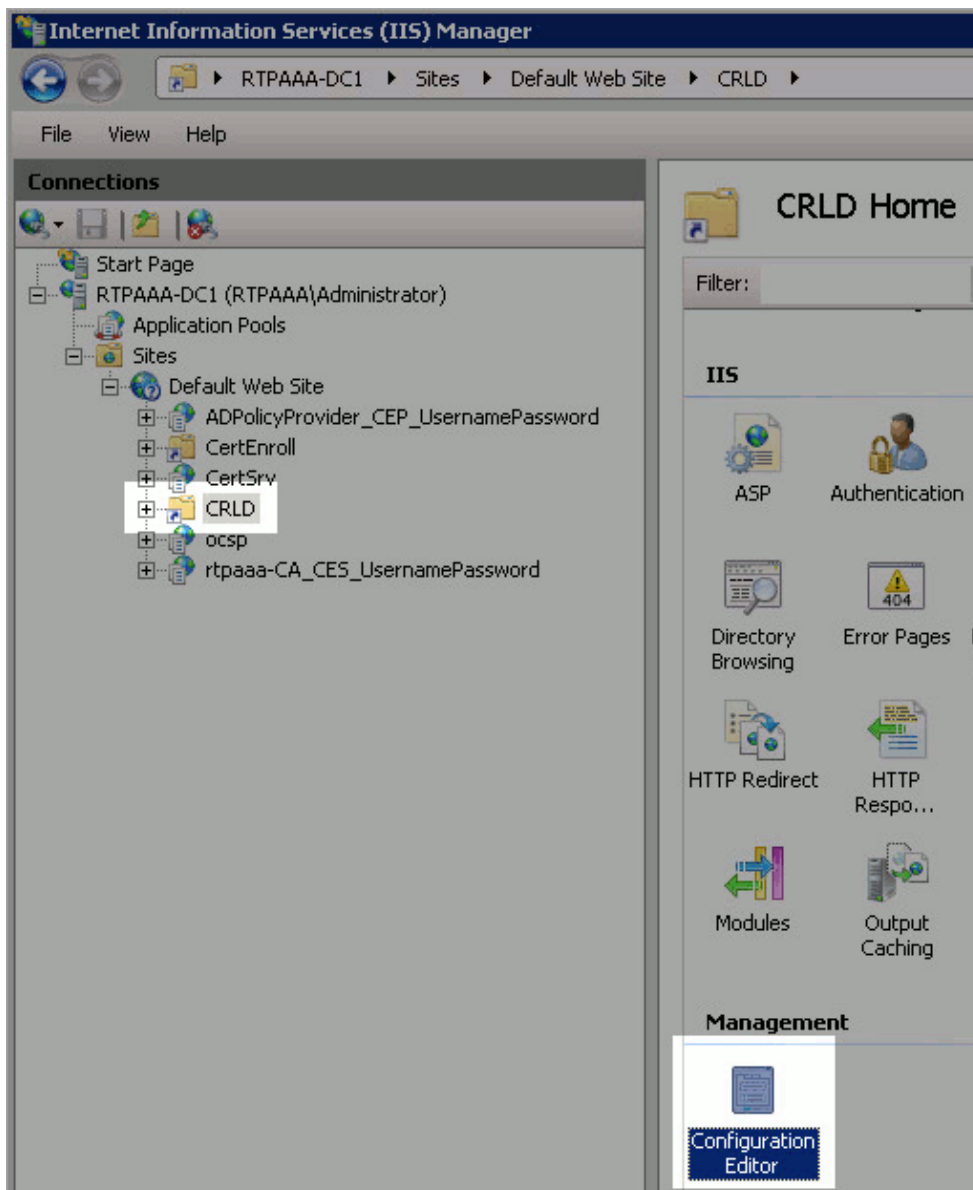 Internet Information Services (IIS) Manager
RTPAAA-DC1 Sites Default Web Site CRLD
File View Help
Connections
Start Page
RTPAAA-DC1 (RTPAAA\Administrator)
Application Pools
Sites
Default Web Site
ADPolicyProvider_CEP_UsernamePassword
CertEnroll
CertSrv
CRLD
ocsp
rtpaaa-CA_CES_UsernamePassword
CRLD Home
Filter:
IIS
ASP Authentication
404
Directory Error Pages
Browsing
HTTP Redirect HTTP
Respo...
Modules Output
Caching
Management
Configuration
Editor